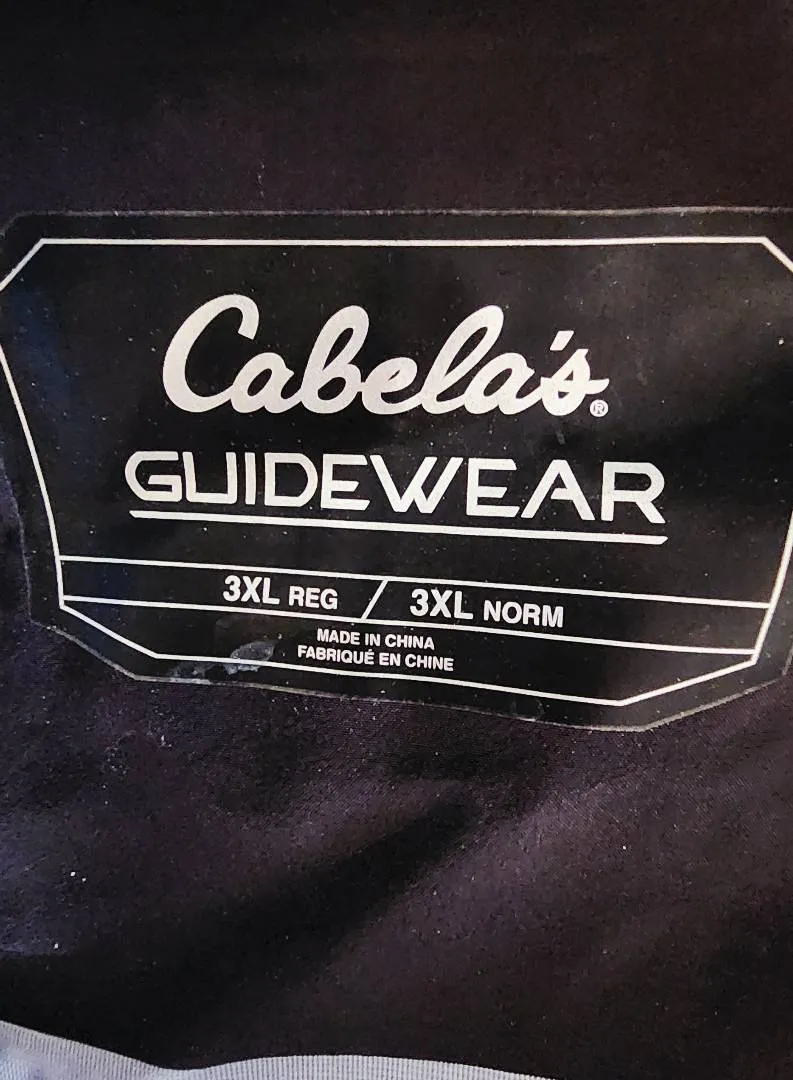 Cabela's®
GUIDEWEAR
3XL REG / 3XL NORM
MADE IN CHINA
FABRIQUÉ EN CHINE